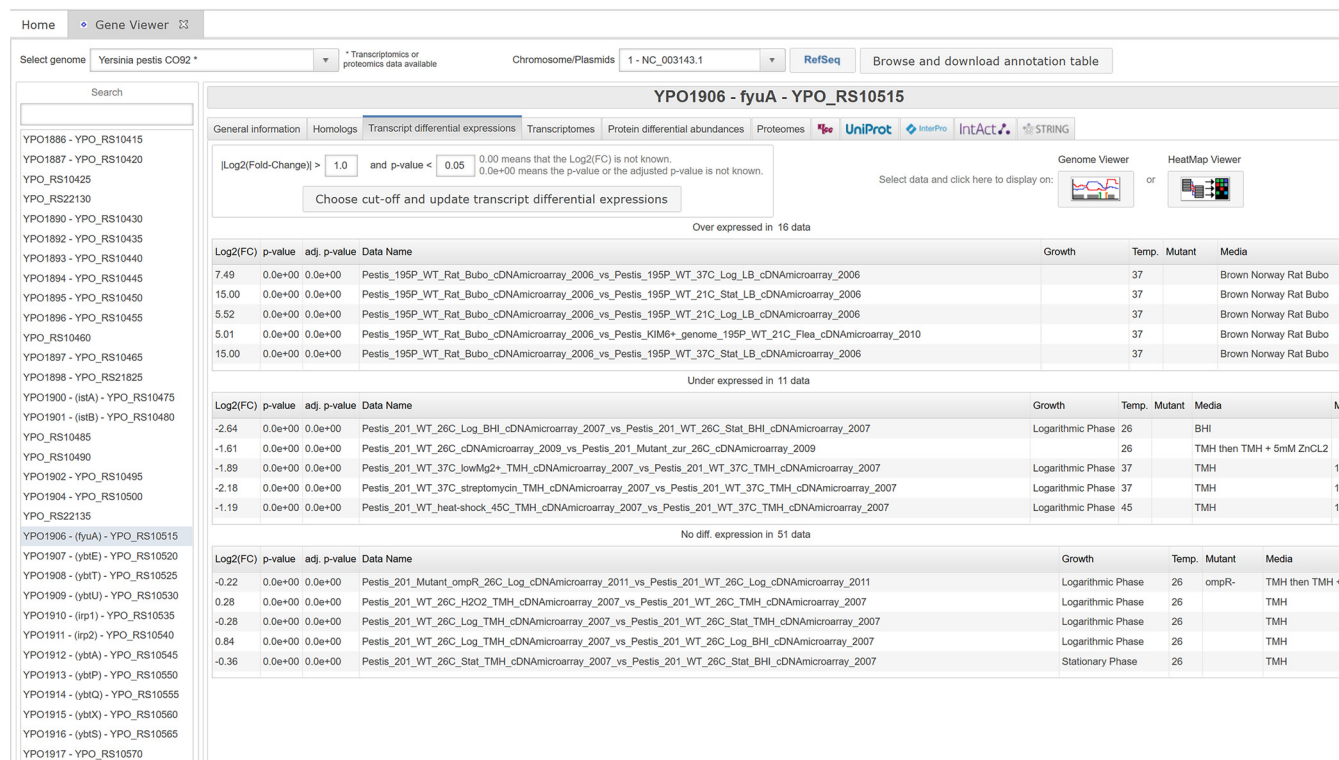 Home Gene Viewer
Select genome Yersinia pestis CO92 * * Transcriptomics or proteomics data available Chromosome/Plasmids 1 - NC_003143.1 RefSeq Browse and download annotation table
Search
YPO1886 - YPO_RS10415
YPO1887 - YPO_RS10420
YPO_RS10425
YPO_RS22130
YPO1890 - YPO_RS10430
YPO1892 - YPO_RS10435
YPO1893 - YPO_RS10440
YPO1894 - YPO_RS10445
YPO1895 - YPO_RS10450
YPO1896 - YPO_RS10455
YPO_RS10460
YPO1897 - YPO_RS10465
YPO1898 - YPO_RS21825
YPO1900 - (istA) - YPO_RS10475
YPO1901 - (istB) - YPO_RS10480
YPO_RS10485
YPO_RS10490
YPO1902 - YPO_RS10495
YPO1904 - YPO_RS10500
YPO_RS22135
YPO1906 - (fyuA) - YPO_RS10515
YPO1907 - (ybtE) - YPO_RS10520
YPO1908 - (ybtT) - YPO_RS10525
YPO1909 - (ybtU) - YPO_RS10530
YPO1910 - (irp1) - YPO_RS10535
YPO1911 - (irp2) - YPO_RS10540
YPO1912 - (ybtA) - YPO_RS10545
YPO1913 - (ybtP) - YPO_RS10550
YPO1914 - (ybtQ) - YPO_RS10555
YPO1915 - (ybtX) - YPO_RS10560
YPO1916 - (ybtS) - YPO_RS10565
YPO1917 - YPO_RS10570
YPO1906 - fyuA - YPO_RS10515
General information Homologs Transcript differential expressions Transcriptomes Protein differential abundances Proteomes UniProt InterPro IntAct STRING
|Log2(Fold-Change)| > 1.0 and p-value < 0.05
0.00 means that the Log2(FC) is not known.
0.0e+00 means the p-value or the adjusted p-value is not known.
Choose cut-off and update transcript differential expressions
Genome Viewer HeatMap Viewer
Select data and click here to display on: or
Over expressed in 16 data
Log2(FC) p-value adj. p-value Data Name Growth Temp. Mutant Media
7.49 0.0e+00 0.0e+00 Pestis_195P_WT_Rat_Bubo_cDNAmicroarray_2006_vs_Pestis_195P_WT_37C_Log_LB_cDNAmicroarray_2006 37 Brown Norway Rat Bubo
15.00 0.0e+00 0.0e+00 Pestis_195P_WT_Rat_Bubo_cDNAmicroarray_2006_vs_Pestis_195P_WT_21C_Stat_LB_cDNAmicroarray_2006 37 Brown Norway Rat Bubo
5.52 0.0e+00 0.0e+00 Pestis_195P_WT_Rat_Bubo_cDNAmicroarray_2006_vs_Pestis_195P_WT_21C_Log_LB_cDNAmicroarray_2006 37 Brown Norway Rat Bubo
5.01 0.0e+00 0.0e+00 Pestis_195P_WT_Rat_Bubo_cDNAmicroarray_2006_vs_Pestis_KIM6+_genome_195P_WT_21C_Flea_cDNAmicroarray_2010 37 Brown Norway Rat Bubo
15.00 0.0e+00 0.0e+00 Pestis_195P_WT_Rat_Bubo_cDNAmicroarray_2006_vs_Pestis_195P_WT_37C_Stat_LB_cDNAmicroarray_2006 37 Brown Norway Rat Bubo
Under expressed in 11 data
Log2(FC) p-value adj. p-value Data Name Growth Temp. Mutant Media
-2.64 0.0e+00 0.0e+00 Pestis_201_WT_26C_Log_BHI_cDNAmicroarray_2007_vs_Pestis_201_WT_26C_Stat_BHI_cDNAmicroarray_2007 Logarithmic Phase 26 BHI
-1.61 0.0e+00 0.0e+00 Pestis_201_WT_26C_cDNAmicroarray_2009_vs_Pestis_201_Mutant_zur_26C_cDNAmicroarray_2009 26 TMH then TMH + 5mM ZnCL2
-1.89 0.0e+00 0.0e+00 Pestis_201_WT_37C_lowMg2+_TMH_cDNAmicroarray_2007_vs_Pestis_201_WT_37C_TMH_cDNAmicroarray_2007 Logarithmic Phase 37 TMH
-2.18 0.0e+00 0.0e+00 Pestis_201_WT_37C_streptomycin_TMH_cDNAmicroarray_2007_vs_Pestis_201_WT_37C_TMH_cDNAmicroarray_2007 Logarithmic Phase 37 TMH
-1.19 0.0e+00 0.0e+00 Pestis_201_WT_heat-shock_45C_TMH_cDNAmicroarray_2007_vs_Pestis_201_WT_37C_TMH_cDNAmicroarray_2007 Logarithmic Phase 45 TMH
No diff. expression in 51 data
Log2(FC) p-value adj. p-value Data Name Growth Temp. Mutant Media
-0.22 0.0e+00 0.0e+00 Pestis_201_Mutant_ompR_26C_Log_cDNAmicroarray_2011_vs_Pestis_201_WT_26C_Log_cDNAmicroarray_2011 Logarithmic Phase 26 ompR- TMH then TMH +
0.28 0.0e+00 0.0e+00 Pestis_201_WT_26C_H2O2_TMH_cDNAmicroarray_2007_vs_Pestis_201_WT_26C_TMH_cDNAmicroarray_2007 Logarithmic Phase 26 TMH
-0.28 0.0e+00 0.0e+00 Pestis_201_WT_26C_Log_TMH_cDNAmicroarray_2007_vs_Pestis_201_WT_26C_Stat_TMH_cDNAmicroarray_2007 Logarithmic Phase 26 TMH
0.84 0.0e+00 0.0e+00 Pestis_201_WT_26C_Log_TMH_cDNAmicroarray_2007_vs_Pestis_201_WT_26C_Log_BHI_cDNAmicroarray_2007 Logarithmic Phase 26 TMH
-0.36 0.0e+00 0.0e+00 Pestis_201_WT_26C_Stat_TMH_cDNAmicroarray_2007_vs_Pestis_201_WT_26C_Stat_BHI_cDNAmicroarray_2007 Stationary Phase 26 TMH